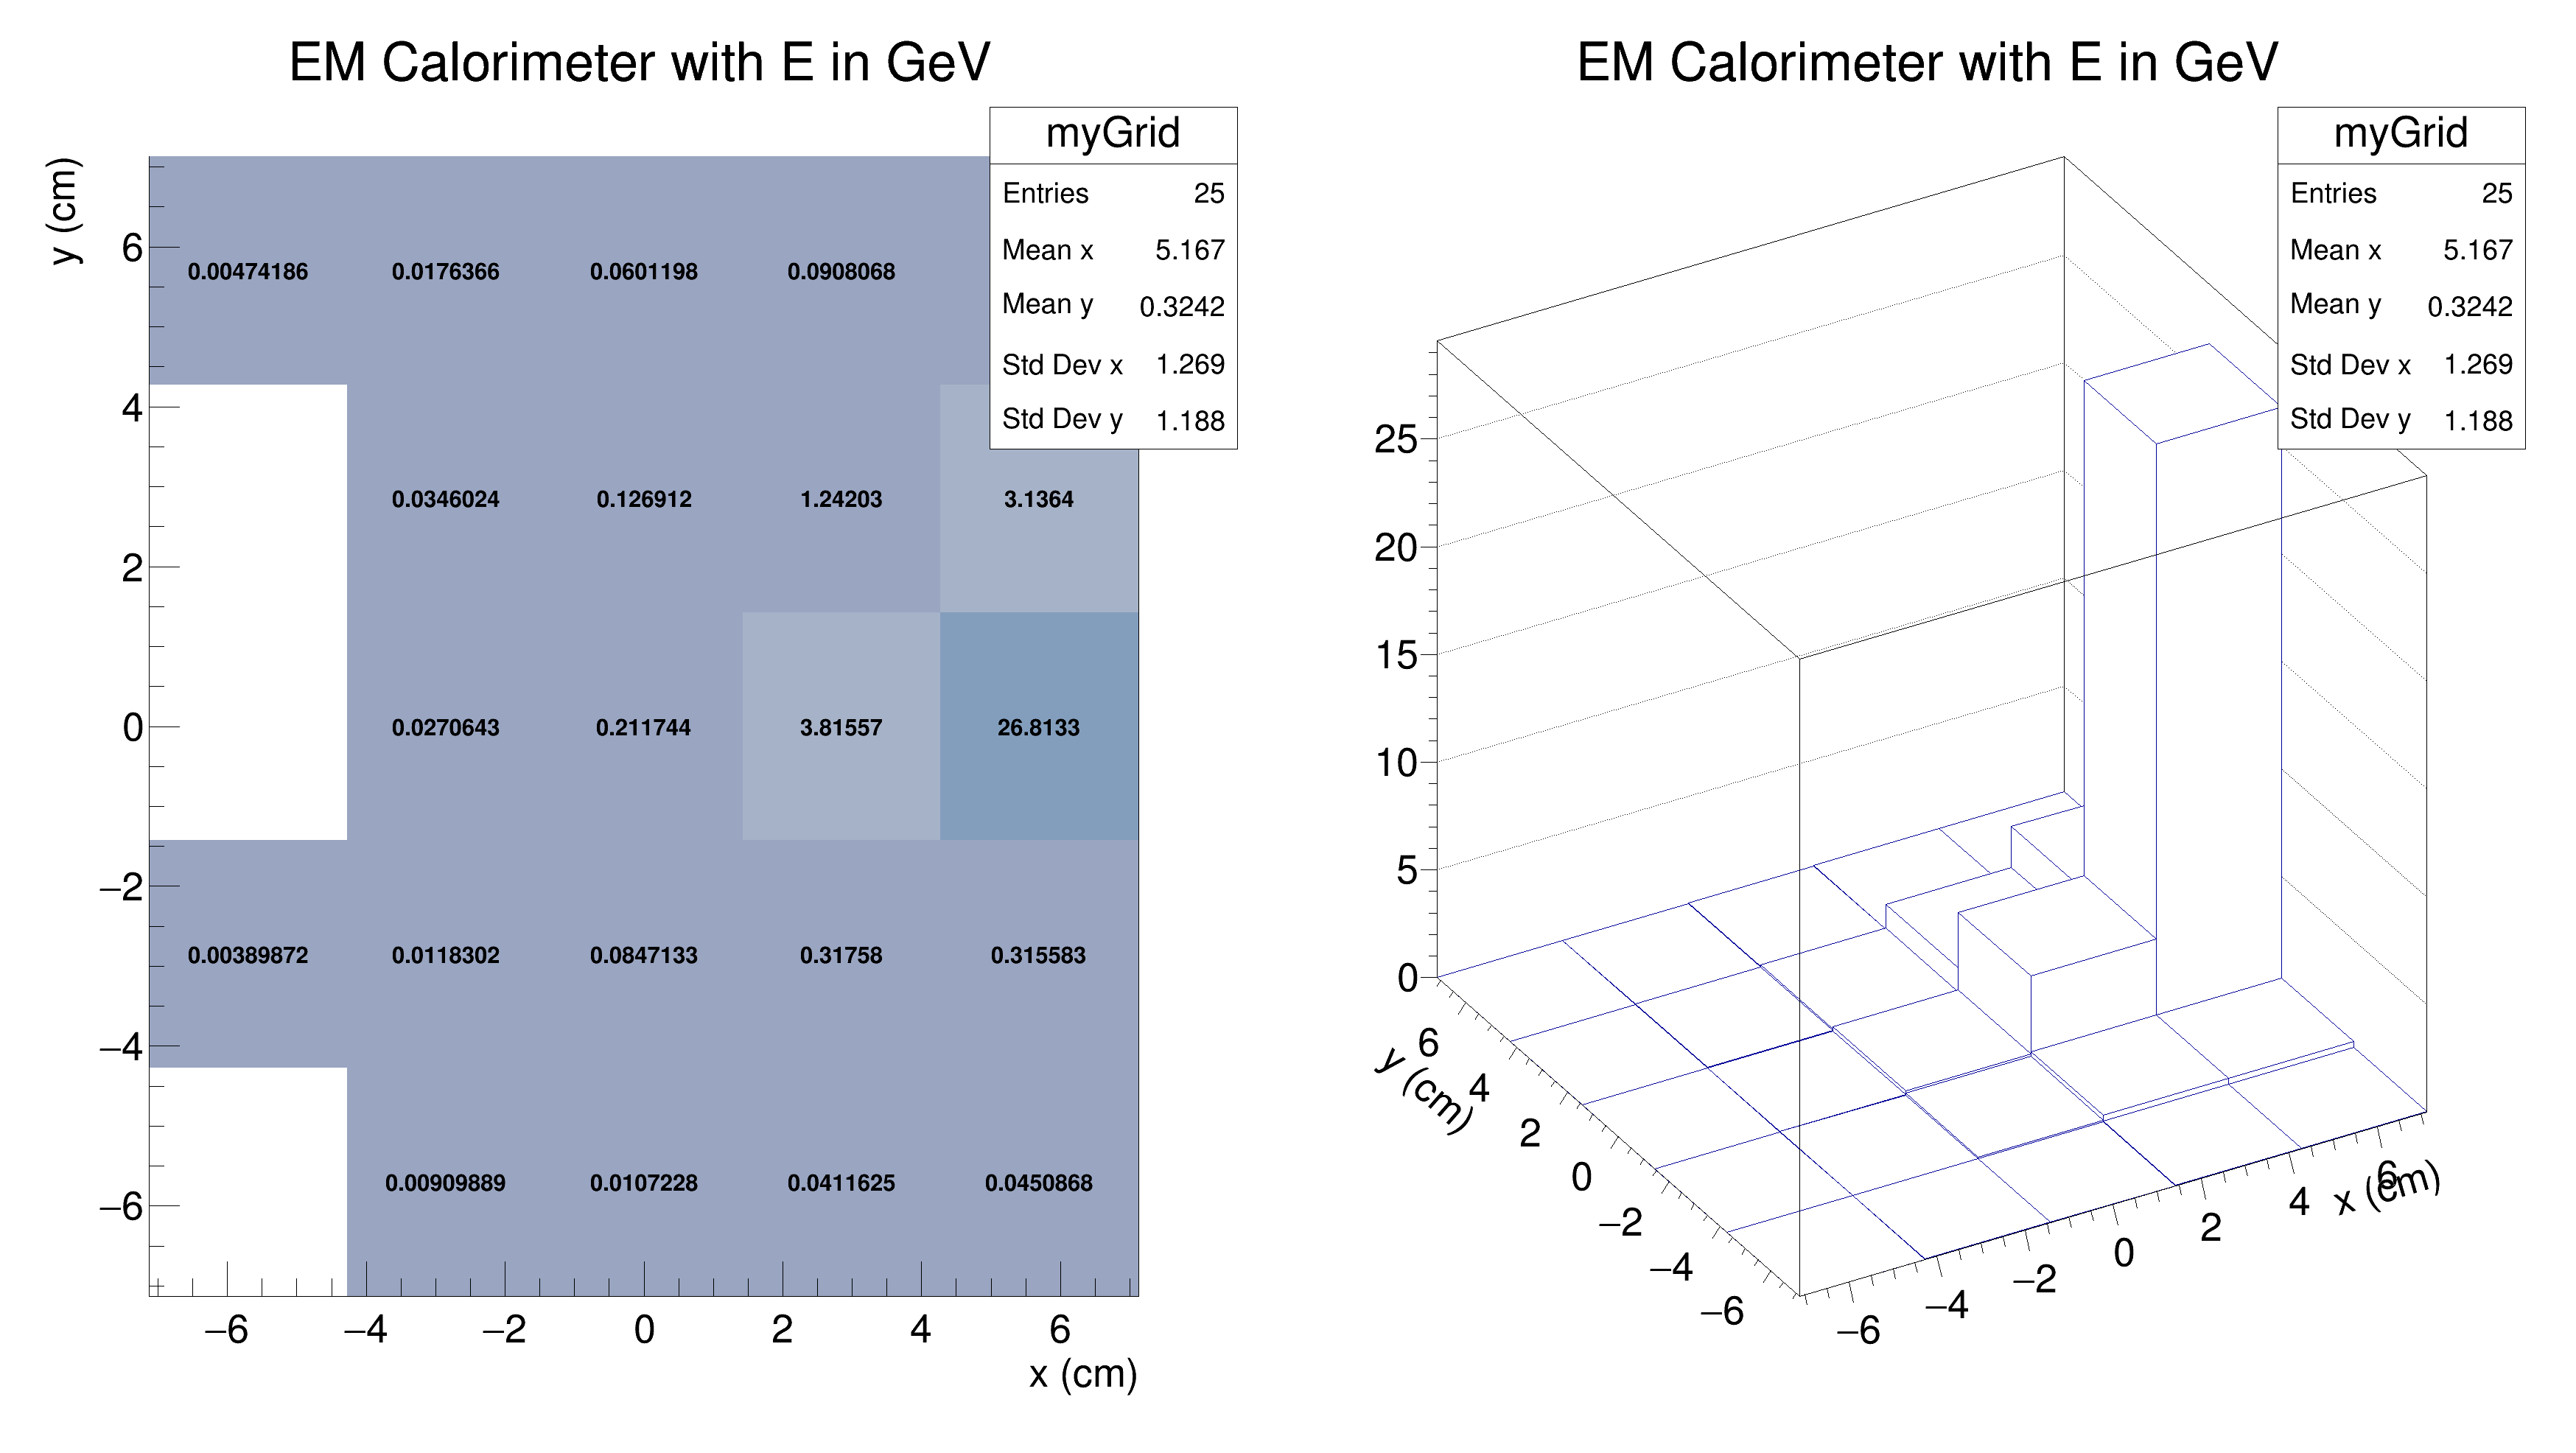 EM Calorimeter with E in GeV
myGrid
Entries 25
Mean x 5.167
Mean y 0.3242
Std Dev x 1.269
Std Dev y 1.188
y (cm)
6
4
2
0
−2
−4
−6
0.00474186 0.0176366 0.0601198 0.0908068
0.0346024 0.126912 1.24203 3.1364
0.0270643 0.211744 3.81557 26.8133
0.00389872 0.0118302 0.0847133 0.31758 0.315583
0.00909889 0.0107228 0.0411625 0.0450868
−6 −4 −2 0 2 4 6
x (cm)
EM Calorimeter with E in GeV
myGrid
Entries 25
Mean x 5.167
Mean y 0.3242
Std Dev x 1.269
Std Dev y 1.188
25
20
15
10
5
0
y (cm)
6
4
2
0
−2
−4
−6
−6 −4 −2 0 2 4 6
x (cm)